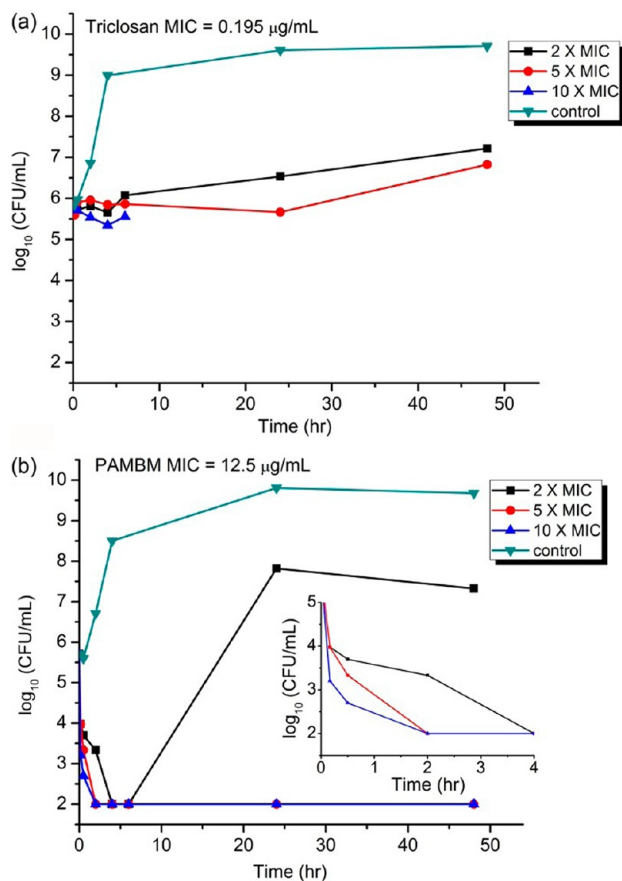 (a)
Triclosan MIC = 0.195 μg/mL
2 X MIC
5 X MIC
10 X MIC
control
log10 (CFU/mL)
10
9
8
7
6
5
4
3
2
0 10 20 30 40 50
Time (hr)
(b)
PAMBM MIC = 12.5 μg/mL
2 X MIC
5 X MIC
10 X MIC
control
log10 (CFU/mL)
10
9
8
7
6
5
4
3
2
log10 (CFU/mL)
5
4
3
2
0 1 2 3 4
Time (hr)
0 10 20 30 40 50
Time (hr)